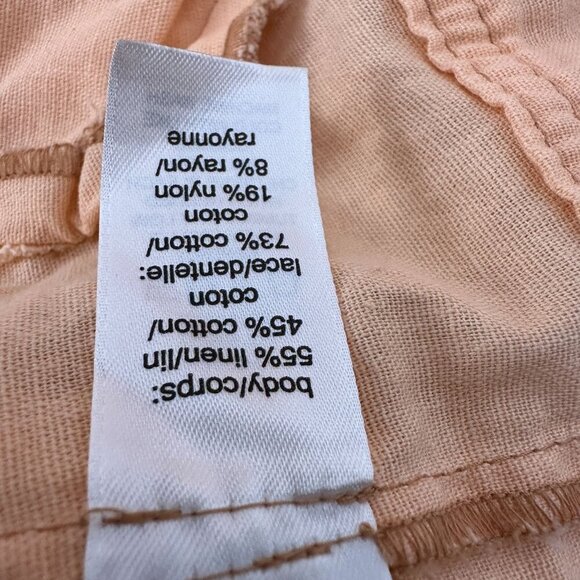 body/corps:
55% linen/lin
45% cotton/
coton
lace/dentelle:
73% cotton/
coton
19% nylon
8% rayon/
rayonne